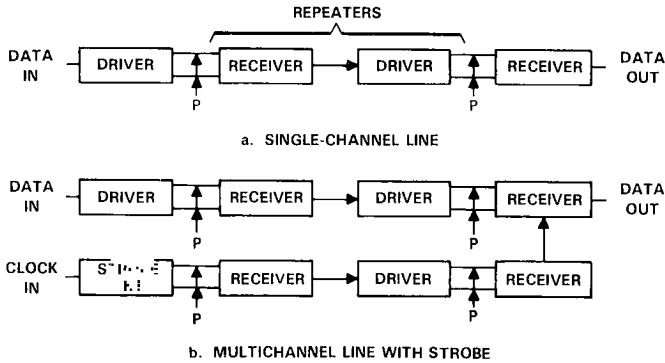 REPEATERS
DATA IN
DRIVER
RECEIVER
DRIVER
RECEIVER
DATA OUT
P
P
a. SINGLE-CHANNEL LINE
DATA IN
DRIVER
RECEIVER
DRIVER
RECEIVER
DATA OUT
P
P
CLOCK IN
RECEIVER
DRIVER
RECEIVER
P
P
b. MULTICHANNEL LINE WITH STROBE